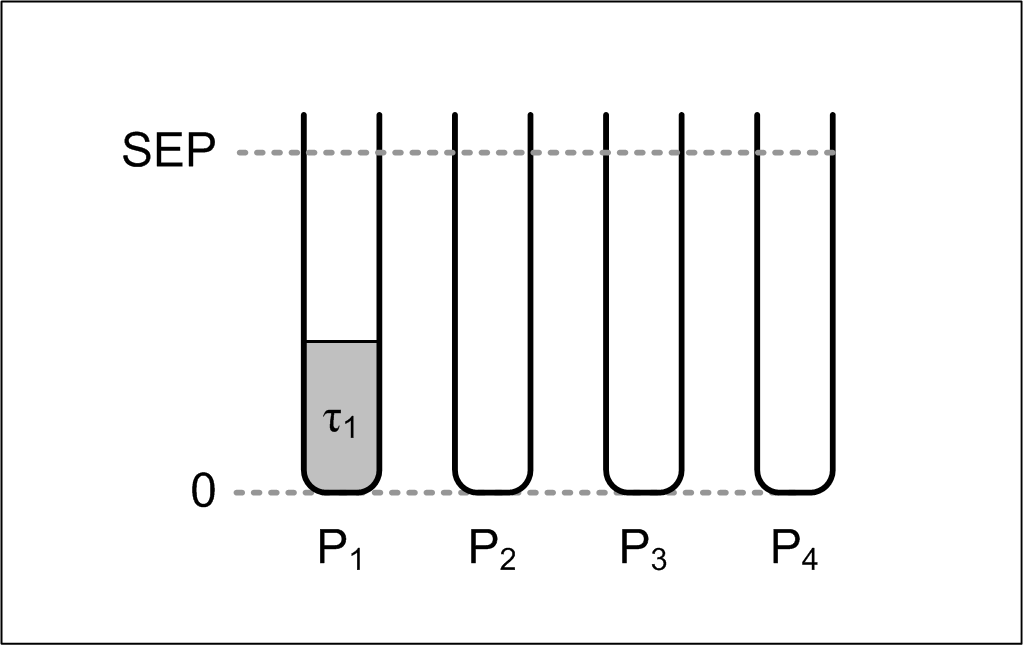 SEP
τ₁
0
P₁ P₂ P₃ P₄